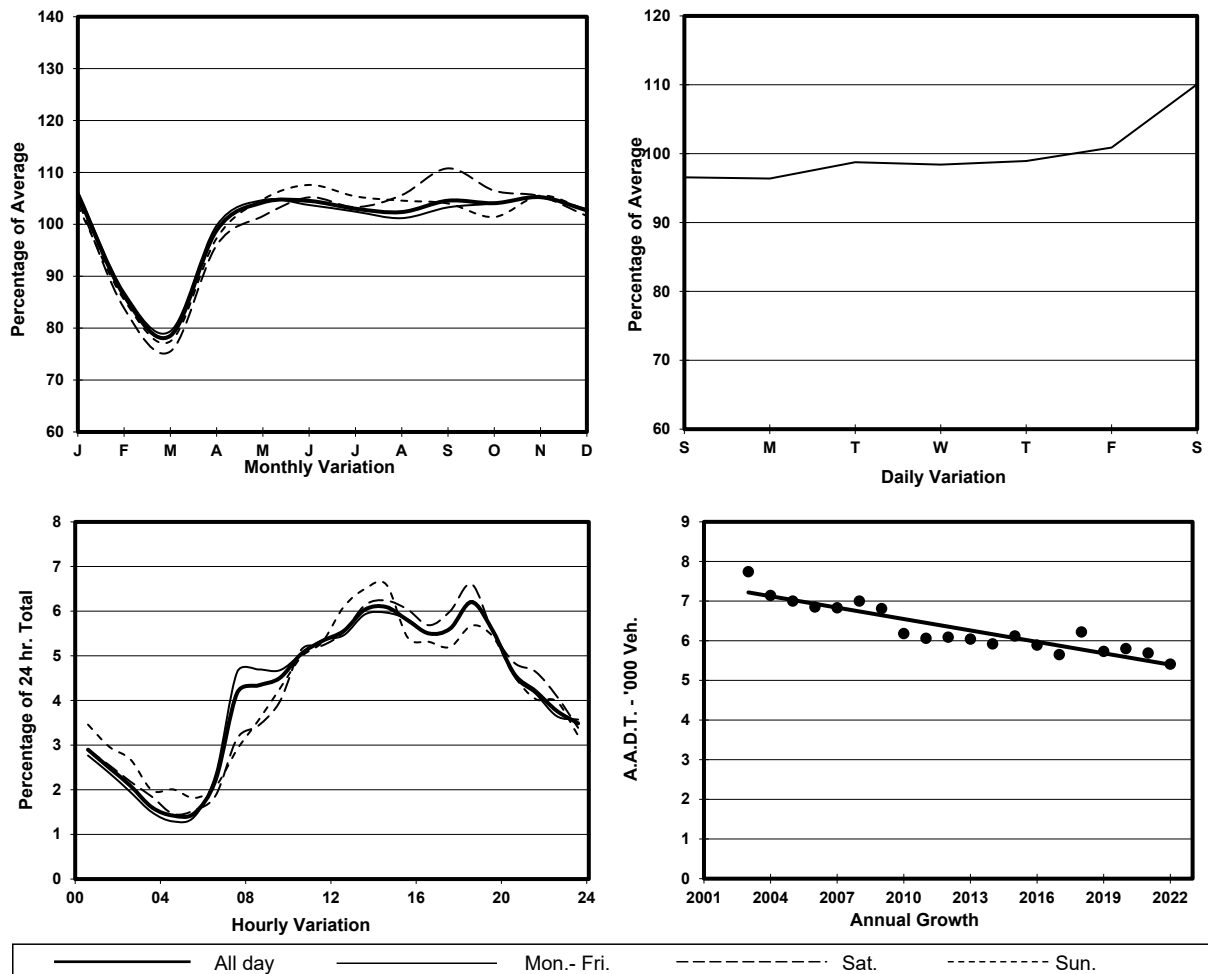 140
130
120
110
100
90
80
70
60
Percentage of Average
J F M A M J J A S O N D
Monthly Variation
120
110
100
90
80
70
60
Percentage of Average
S M T W T F S
Daily Variation
8
7
6
5
4
3
2
1
0
Percentage of 24 hr. Total
00 04 08 12 16 20 24
Hourly Variation
9
8
7
6
5
4
3
2
1
0
A.A.D.T. - '000 Veh.
2001 2004 2007 2010 2013 2016 2019 2022
Annual Growth
All day Mon.- Fri. Sat. Sun.